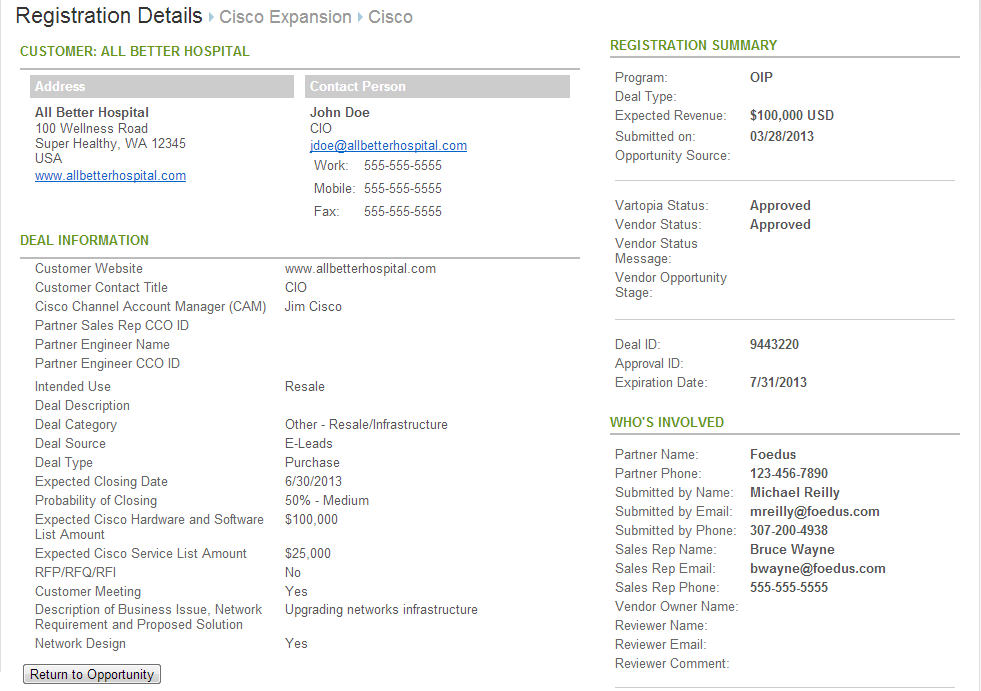 Registration Details › Cisco Expansion › Cisco
CUSTOMER: ALL BETTER HOSPITAL
Address
All Better Hospital
100 Wellness Road
Super Healthy, WA 12345
USA
www.allbetterhospital.com
Contact Person
John Doe
CIO
jdoe@allbetterhospital.com
Work: 555-555-5555
Mobile: 555-555-5555
Fax: 555-555-5555
DEAL INFORMATION
Customer Website www.allbetterhospital.com
Customer Contact Title CIO
Cisco Channel Account Manager (CAM) Jim Cisco
Partner Sales Rep CCO ID
Partner Engineer Name
Partner Engineer CCO ID
Intended Use Resale
Deal Description
Deal Category Other - Resale/Infrastructure
Deal Source E-Leads
Deal Type Purchase
Expected Closing Date 6/30/2013
Probability of Closing 50% - Medium
Expected Cisco Hardware and Software $100,000
List Amount
Expected Cisco Service List Amount $25,000
RFP/RFQ/RFI No
Customer Meeting Yes
Description of Business Issue, Network Upgrading networks infrastructure
Requirement and Proposed Solution
Network Design Yes
Return to Opportunity
REGISTRATION SUMMARY
Program: OIP
Deal Type:
Expected Revenue: $100,000 USD
Submitted on: 03/28/2013
Opportunity Source:
Vartopia Status: Approved
Vendor Status: Approved
Vendor Status
Message:
Vendor Opportunity
Stage:
Deal ID: 9443220
Approval ID:
Expiration Date: 7/31/2013
WHO'S INVOLVED
Partner Name: Foedus
Partner Phone: 123-456-7890
Submitted by Name: Michael Reilly
Submitted by Email: mreilly@foedus.com
Submitted by Phone: 307-200-4938
Sales Rep Name: Bruce Wayne
Sales Rep Email: bwayne@foedus.com
Sales Rep Phone: 555-555-5555
Vendor Owner Name:
Reviewer Name:
Reviewer Email:
Reviewer Comment: